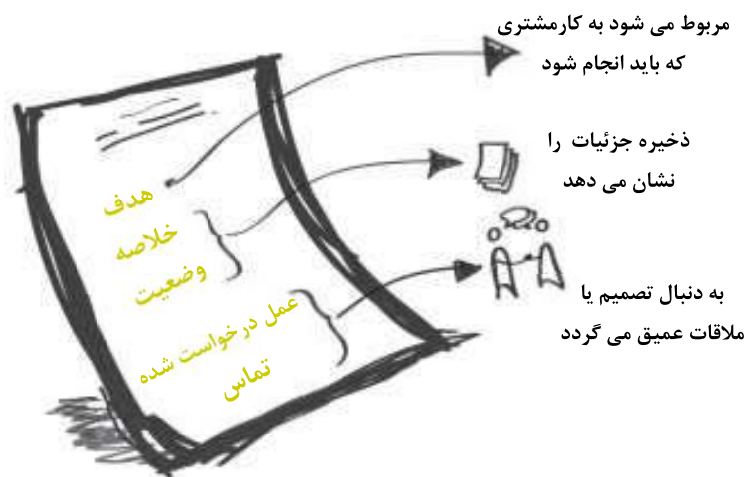 مربوط می شود به کارمشتری
که باید انجام شود
ذخیره جزئیات را
نشان می دهد
به دنبال تصمیم یا
ملاقات عمیق می گردد
هدف
خلاصه
وضعیت
عمل درخواست شده
تماس